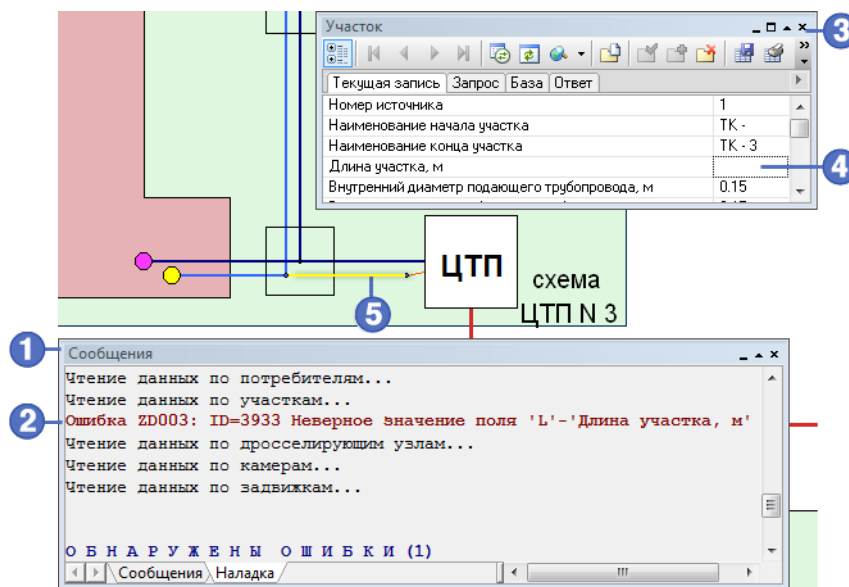 Участок
3
»
Текущая запись Запрос База Ответ
Номер источника 1
Наименование начала участка ТК -
Наименование конца участка ТК - 3
Длина участка, м
4
Внутренний диаметр подающего трубопровода, м 0.15
ЦТП
схема
ЦТП N 3
5
1
Сообщения
Чтение данных по потребителям...
Чтение данных по участкам...
2
Ошибка ZD003: ID=3933 Неверное значение поля 'L'-'Длина участка, м'
Чтение данных по дросселирующим узлам...
Чтение данных по камерам...
Чтение данных по задвижкам...
О Б Н А Р У Ж Е Н Ы О Ш И Б К И (1)
Сообщения Наладка